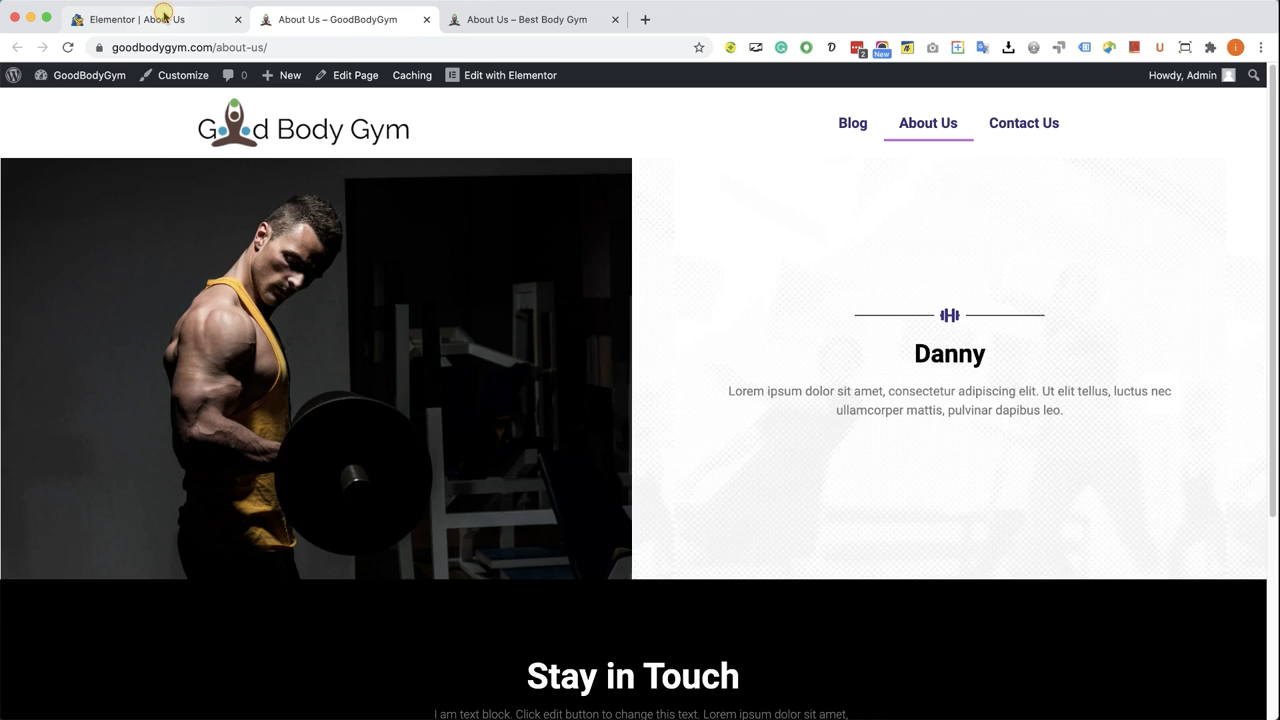 Elementor | About Us
About Us – GoodBodyGym
About Us – Best Body Gym
goodbodygym.com/about-us/
2
New
i
GoodBodyGym
Customize
0
New
Edit Page
Caching
Edit with Elementor
Howdy, Admin
Good Body Gym
Blog
About Us
Contact Us
Danny
Lorem ipsum dolor sit amet, consectetur adipiscing elit. Ut elit tellus, luctus nec
ullamcorper mattis, pulvinar dapibus leo.
Stay in Touch
I am text block. Click edit button to change this text. Lorem ipsum dolor sit amet,